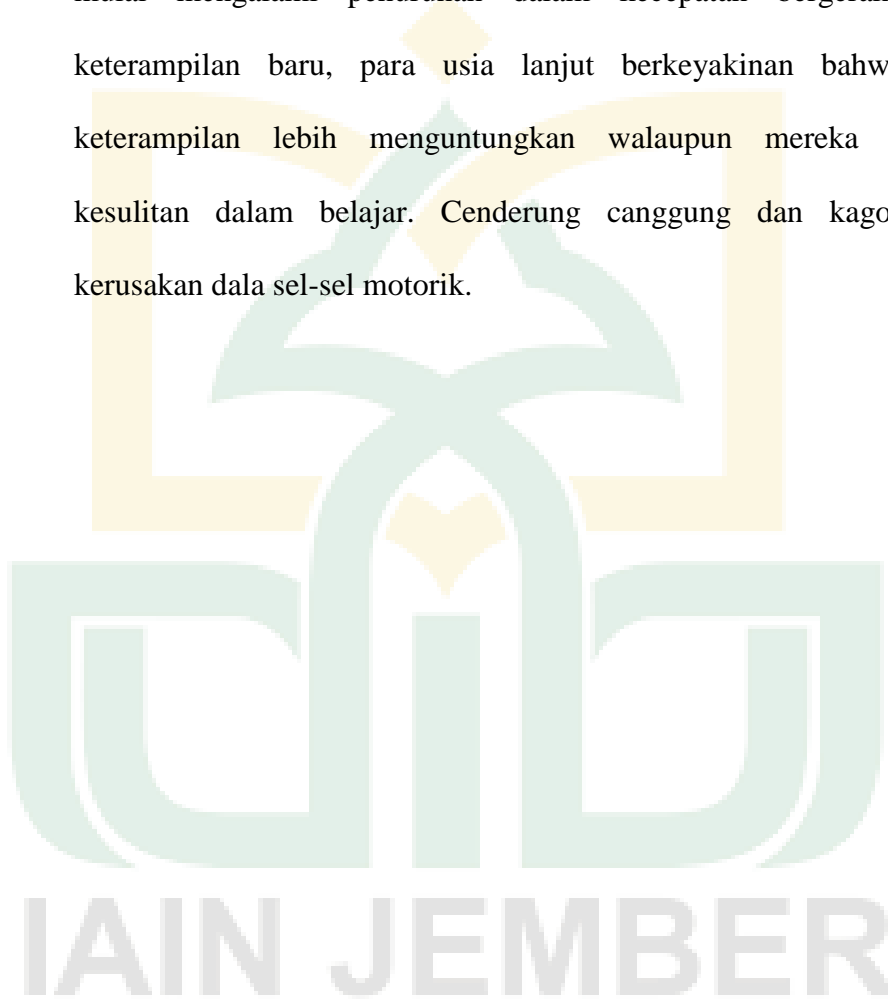 keterampilan baru, para usia lanjut berkeyakinan
keterampilan lebih menguntungkan walaupun mereka
kesulitan dalam belajar. Cenderung canggung dan
kerusakan dala sel-sel motorik.
IAIN JEMBER